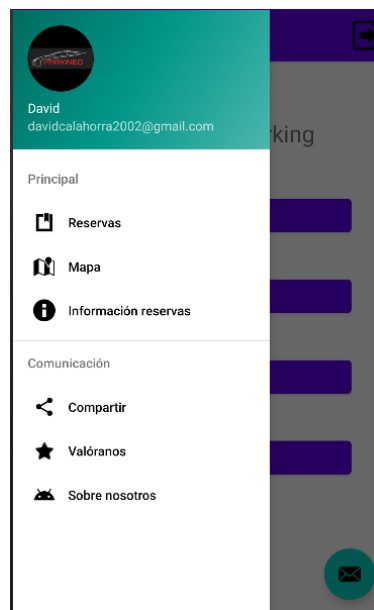 PARKINEO
David
davidcalahorra2002@gmail.com
king
Principal
Reservas
Mapa
Información reservas
Comunicación
Compartir
Valóranos
Sobre nosotros